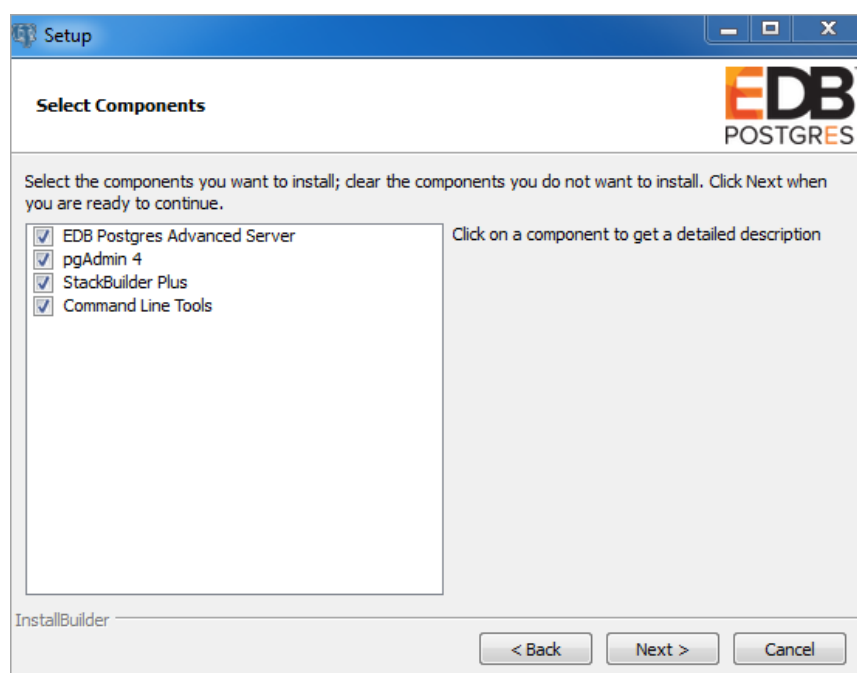 Setup
Select Components
EDB
POSTGRES
Select the components you want to install; clear the components you do not want to install. Click Next when
you are ready to continue.
EDB Postgres Advanced Server
Click on a component to get a detailed description
pgAdmin 4
StackBuilder Plus
Command Line Tools
InstallBuilder
< Back
Next >
Cancel